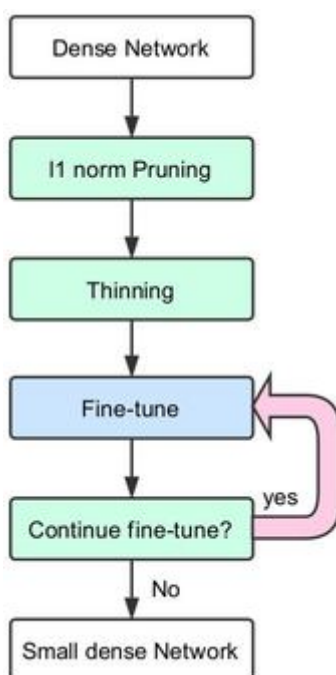 Dense Network
l1 norm Pruning
Thinning
Fine-tune
yes
Continue fine-tune?
No
Small dense Network